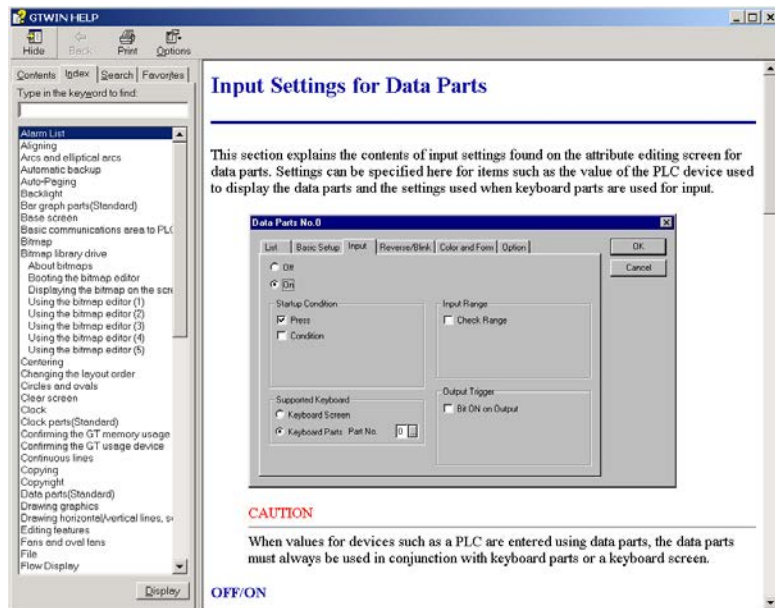 GTWIN HELP
Hide
Back
Print
Options
Contents Index Search Favorites
Type in the keyword to find:
Alarm List
Aligning
Arcs and elliptical arcs
Automatic backup
Auto-Paging
Backlight
Bar graph parts(Standard)
Base screen
Basic communications area to PLC
Bitmap
Bitmap library drive
About bitmaps
Booting the bitmap editor
Displaying the bitmap on the scr
Using the bitmap editor (1)
Using the bitmap editor (2)
Using the bitmap editor (3)
Using the bitmap editor (4)
Using the bitmap editor (5)
Centering
Changing the layout order
Circles and ovals
Clear screen
Clock
Clock parts(Standard)
Confirming the GT memory usage
Confirming the GT usage device
Continuous lines
Copying
Copyright
Data parts(Standard)
Drawing graphics
Drawing horizontal/vertical lines, s
Editing features
Fans and oval fans
File
Flow Display
Display
Input Settings for Data Parts
This section explains the contents of input settings found on the attribute editing screen for
data parts. Settings can be specified here for items such as the value of the PLC device used
to display the data parts and the settings used when keyboard parts are used for input.
Data Parts No.0
List Basic Setup Input Reverse/Blink Color and Form Option
OK
Cancel
Off
On
Startup Condition
Press
Condition
Input Range
Check Range
Supported Keyboard
Keyboard Screen
Keyboard Parts Part No. 0 ...
Output Trigger
Bit ON on Output
CAUTION
When values for devices such as a PLC are entered using data parts, the data parts
must always be used in conjunction with keyboard parts or a keyboard screen.
OFF/ON